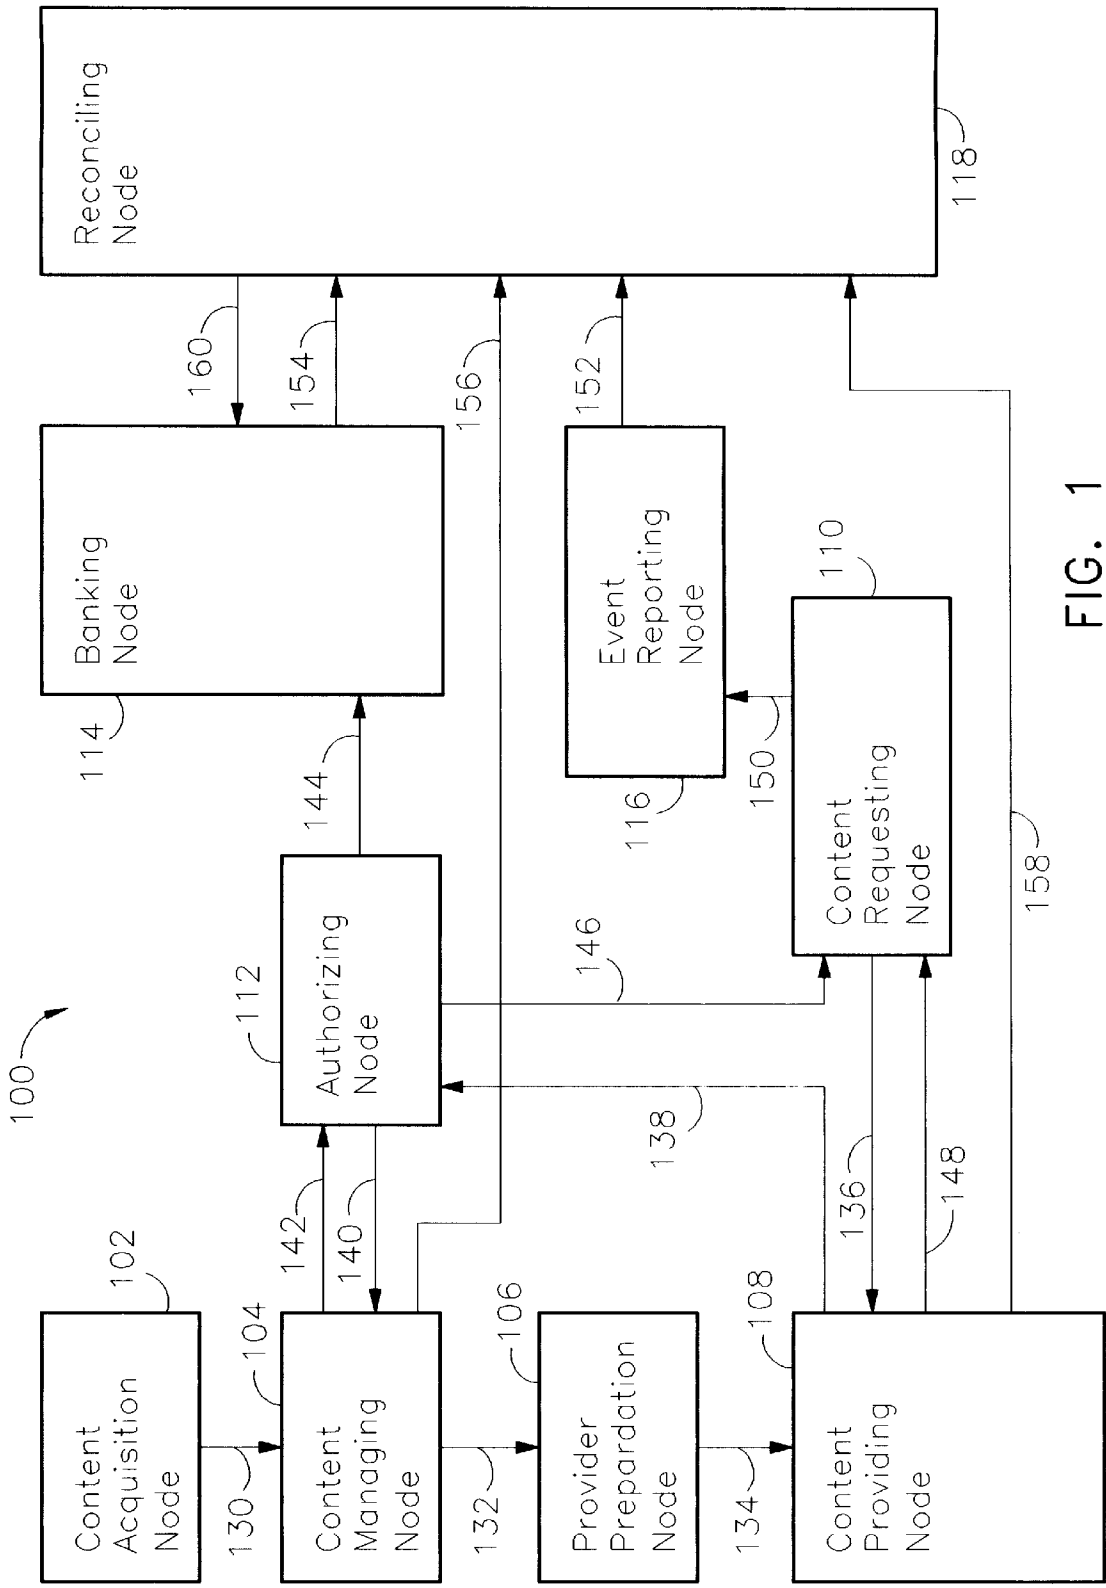 100
Content
Acquisition
Node
102
130
Content
Managing
Node
104
142
140
Authorizing
Node
112
144
Banking
Node
114
160
154
Reconciling
Node
118
156
132
Provider
Prepardation
Node
106
138
146
Event
Reporting
Node
116
152
150
134
Content
Providing
Node
108
136
148
Content
Requesting
Node
110
158
FIG. 1